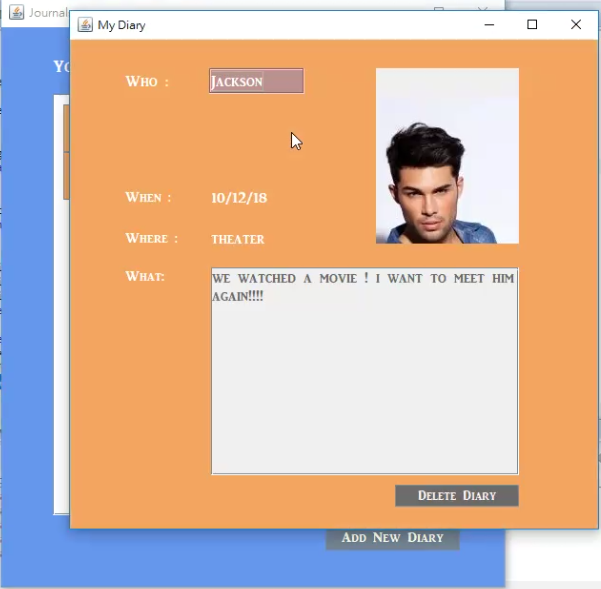 Journal
My Diary
Who :
Jackson
When :
10/12/18
Where :
theater
What:
we watched a movie ! i want to meet him
again!!!!
Delete Diary
Add New Diary